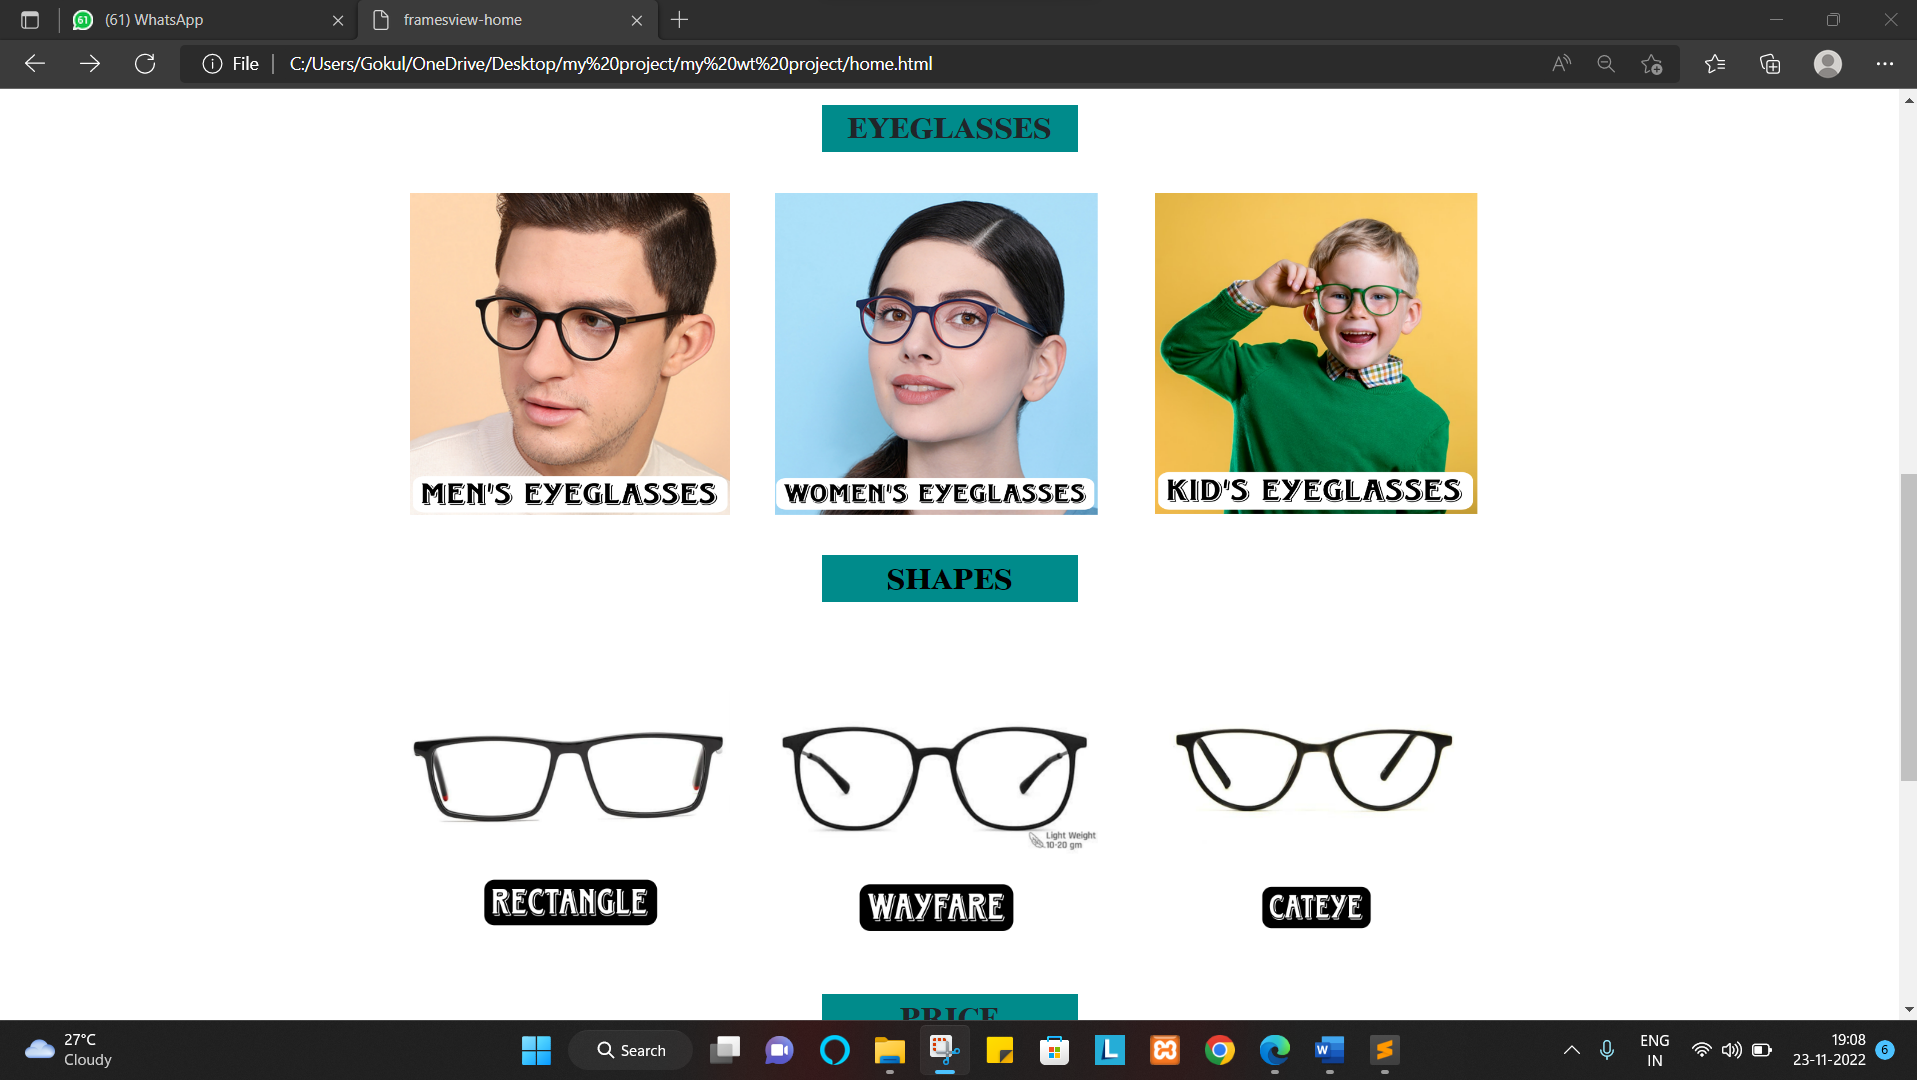 (61) WhatsApp
framesview-home
File
C:/Users/Gokul/OneDrive/Desktop/my%20project/my%20wt%20project/home.html
EYEGLASSES
MEN'S EYEGLASSES
WOMEN'S EYEGLASSES
KID'S EYEGLASSES
SHAPES
Light Weight
10-20 gm
RECTANGLE
WAYFARE
CATEYE
PRICE
27°C
Cloudy
Search
ENG
IN
19:08
23-11-2022
6